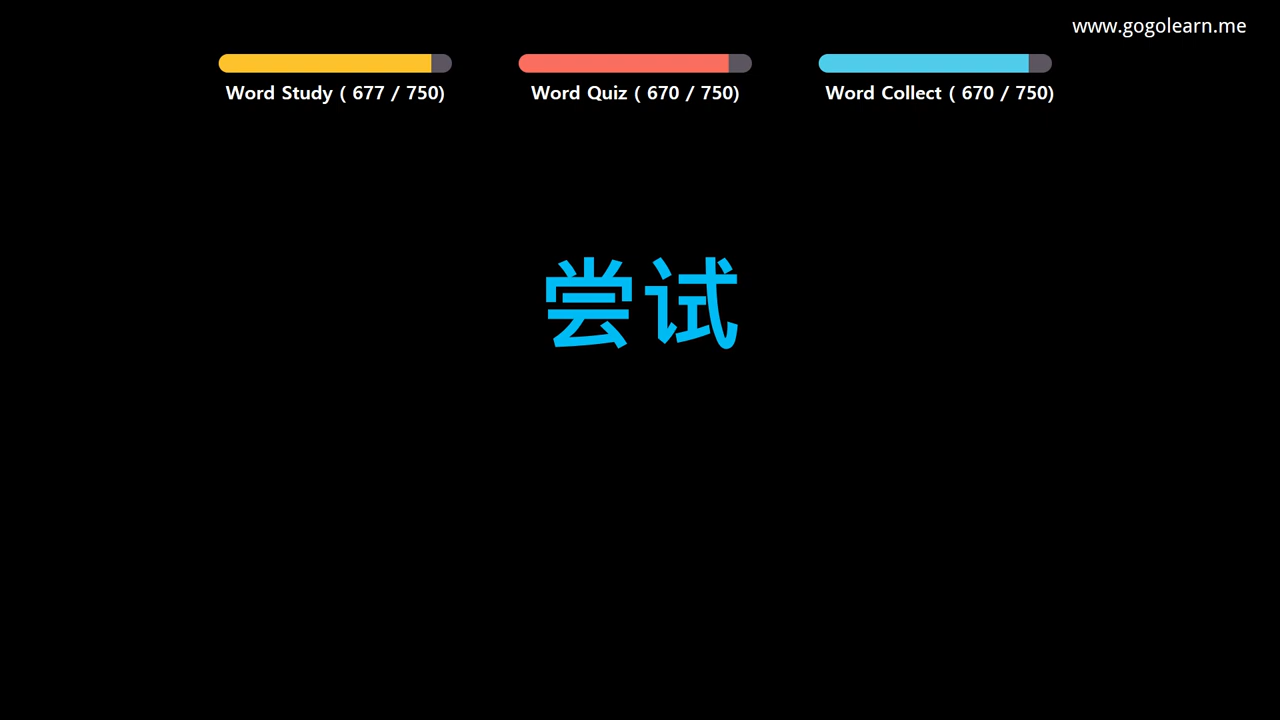 www.gogolearn.me
Word Study ( 677 / 750)
Word Quiz ( 670 / 750)
Word Collect ( 670 / 750)
尝试